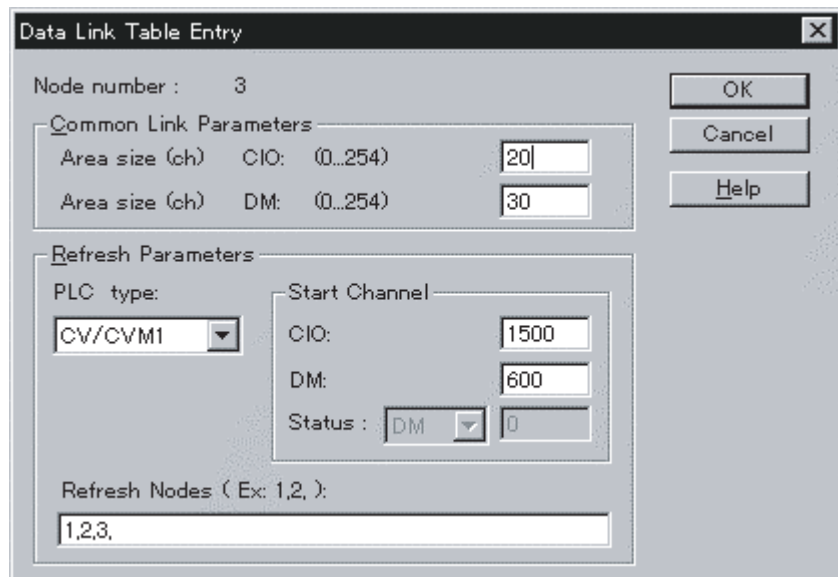 Data Link Table Entry
Node number : 3
OK
Common Link Parameters
Cancel
Area size (ch) CIO: (0...254) 20
Area size (ch) DM: (0...254) 30
Help
Refresh Parameters
PLC type:
CV/CVM1
Start Channel
CIO: 1500
DM: 600
Status : DM 0
Refresh Nodes ( Ex: 1,2, ):
1,2,3,